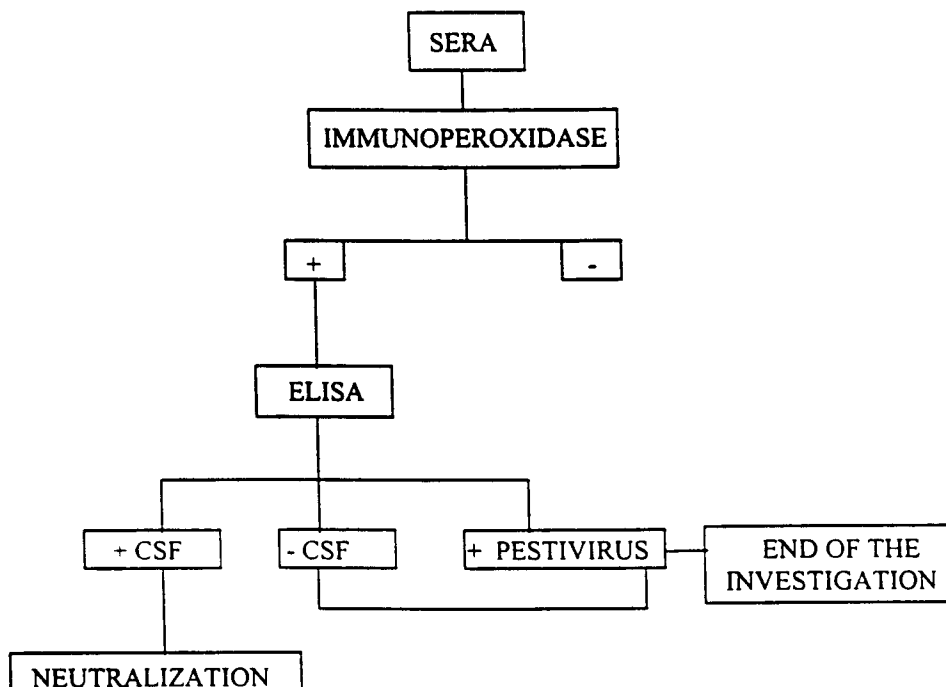 SERA
IMMUNOPEROXIDASE
+
-
ELISA
+ CSF
- CSF
+ PESTIVIRUS
END OF THE
INVESTIGATION
NEUTRALIZATION